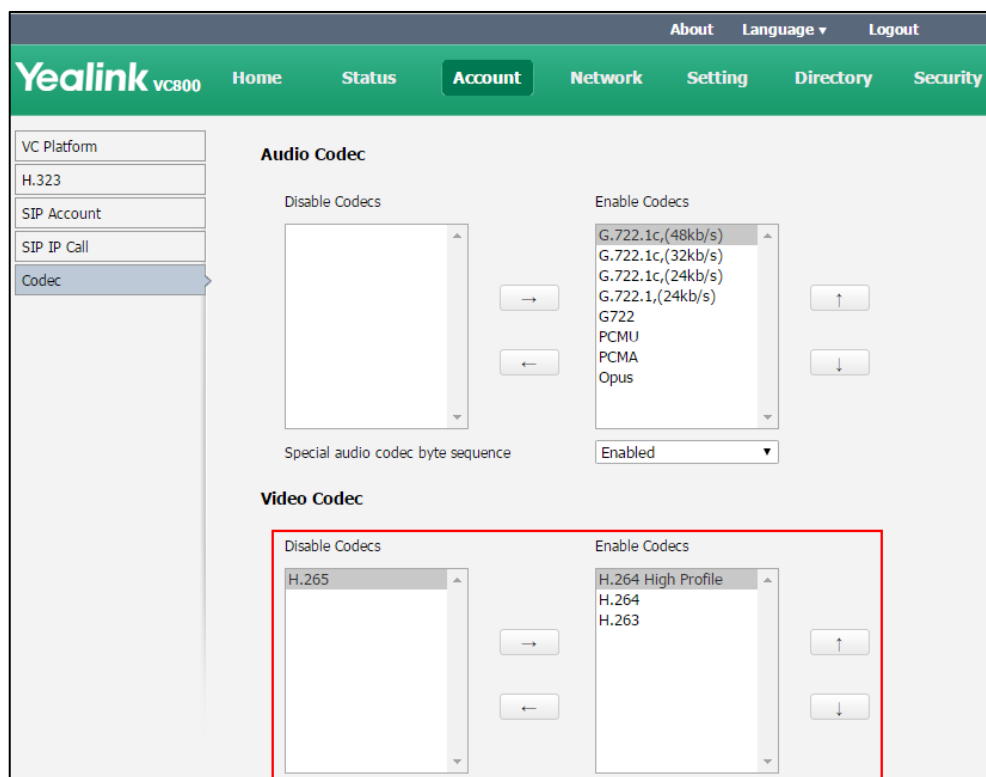 About Language ▾ Logout
Yealink VC800 Home Status Account Network Setting Directory Security
VC Platform
H.323
SIP Account
SIP IP Call
Codec
Audio Codec
Disable Codecs
Enable Codecs
G.722.1c,(48kb/s)
G.722.1c,(32kb/s)
G.722.1c,(24kb/s)
G.722.1,(24kb/s)
G722
PCMU
PCMA
Opus
→
←
↑
↓
Special audio codec byte sequence
Enabled
Video Codec
Disable Codecs
H.265
Enable Codecs
H.264 High Profile
H.264
H.263
→
←
↑
↓